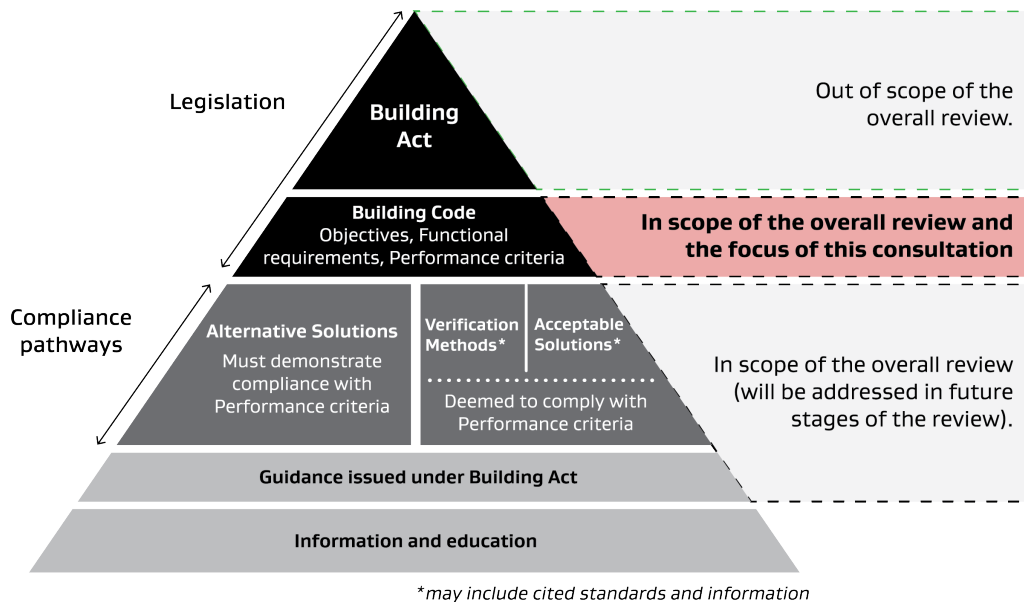 Legislation
Building
Act
Out of scope of the
overall review.
Building Code
Objectives, Functional
requirements, Performance criteria
In scope of the overall review and
the focus of this consultation
Compliance
pathways
Alternative Solutions
Must demonstrate
compliance with
Performance criteria
Verification
Methods*
Acceptable
Solutions*
Deemed to comply with
Performance criteria
In scope of the overall review
(will be addressed in future
stages of the review).
Guidance issued under Building Act
Information and education
*may include cited standards and information